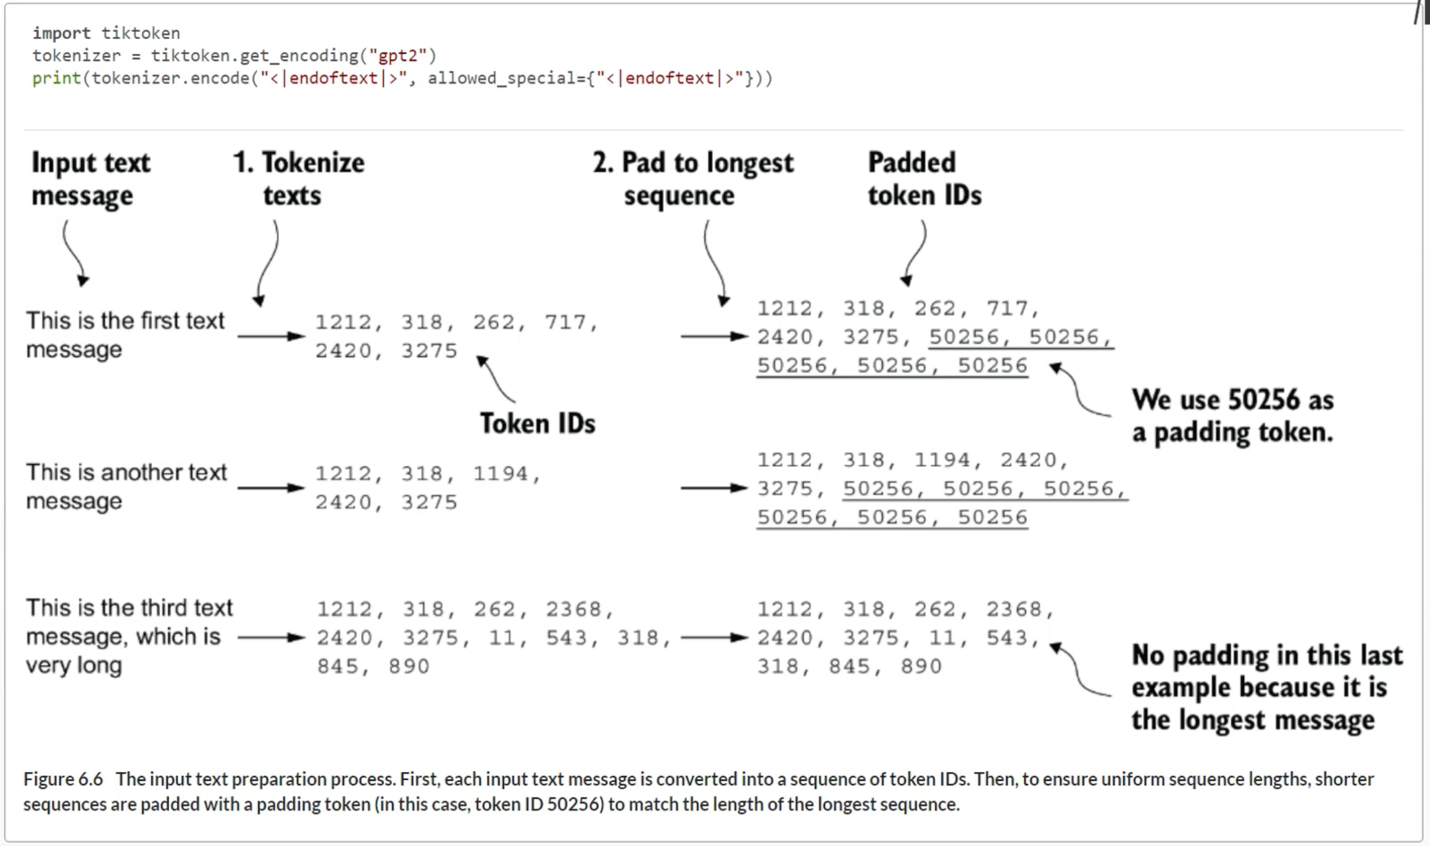 import tiktoken
tokenizer = tiktoken.get_encoding("gpt2")
print(tokenizer.encode("<|endoftext|>", allowed_special={"<|endoftext|>"}))
Input text
message
1. Tokenize
texts
2. Pad to longest
sequence
Padded
token IDs
This is the first text
message
1212, 318, 262, 717,
2420, 3275
Token IDs
1212, 318, 262, 717,
2420, 3275, 50256, 50256,
50256, 50256, 50256
We use 50256 as
a padding token.
This is another text
message
1212, 318, 1194,
2420, 3275
1212, 318, 1194, 2420,
3275, 50256, 50256, 50256,
50256, 50256, 50256
This is the third text
message, which is
very long
1212, 318, 262, 2368,
2420, 3275, 11, 543, 318,
845, 890
1212, 318, 262, 2368,
2420, 3275, 11, 543,
318, 845, 890
No padding in this last
example because it is
the longest message
Figure 6.6 The input text preparation process. First, each input text message is converted into a sequence of token IDs. Then, to ensure uniform sequence lengths, shorter
sequences are padded with a padding token (in this case, token ID 50256) to match the length of the longest sequence.